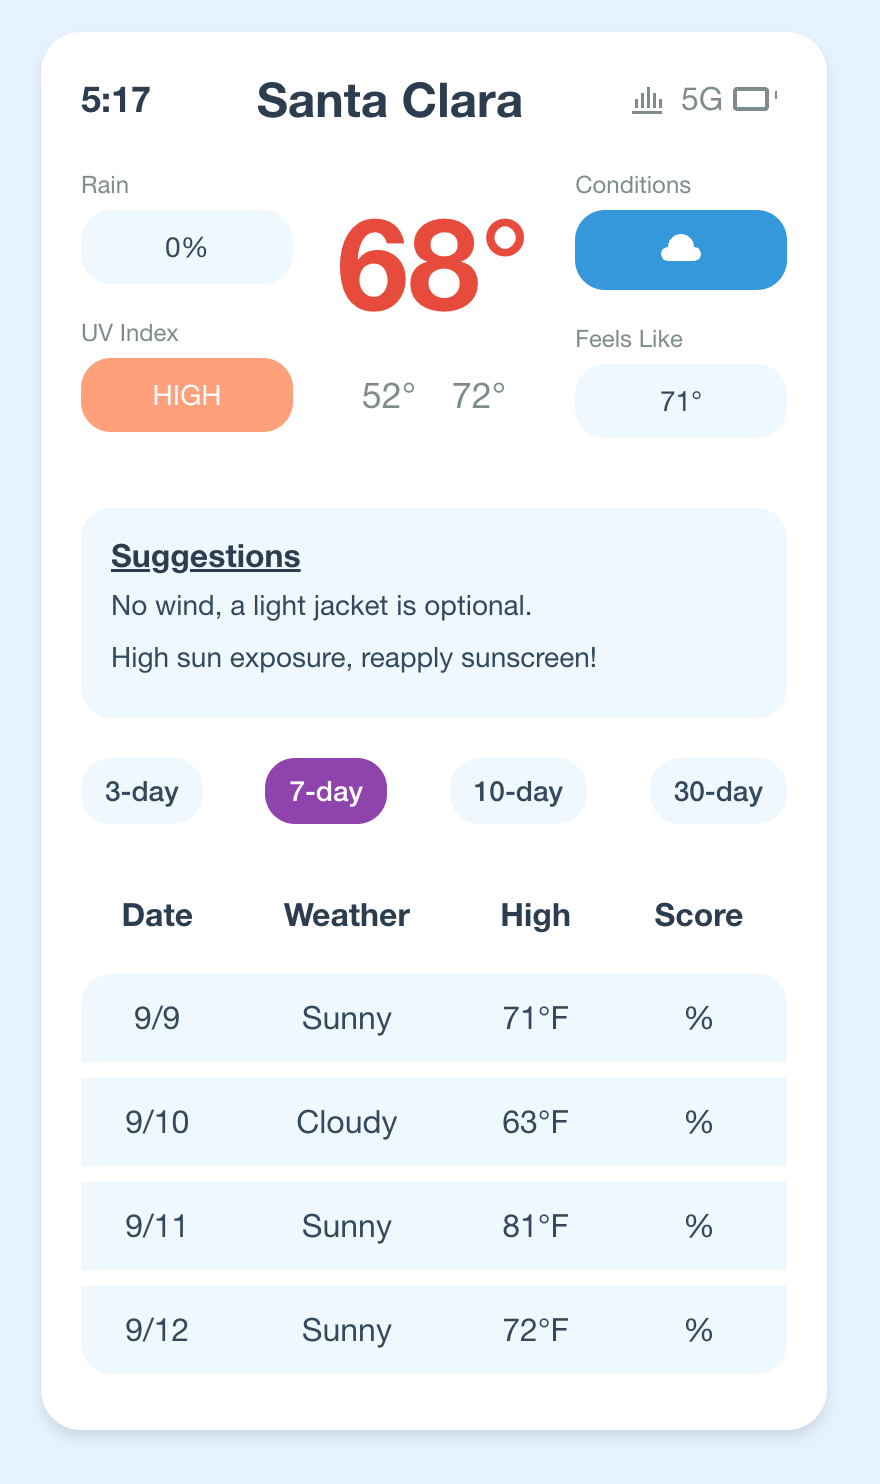 5:17 Santa Clara 5G
Rain
0%
UV Index
HIGH
68°
52° 72°
Conditions
Feels Like
71°
Suggestions
No wind, a light jacket is optional.
High sun exposure, reapply sunscreen!
3-day 7-day 10-day 30-day
Date Weather High Score
9/9 Sunny 71°F %
9/10 Cloudy 63°F %
9/11 Sunny 81°F %
9/12 Sunny 72°F %